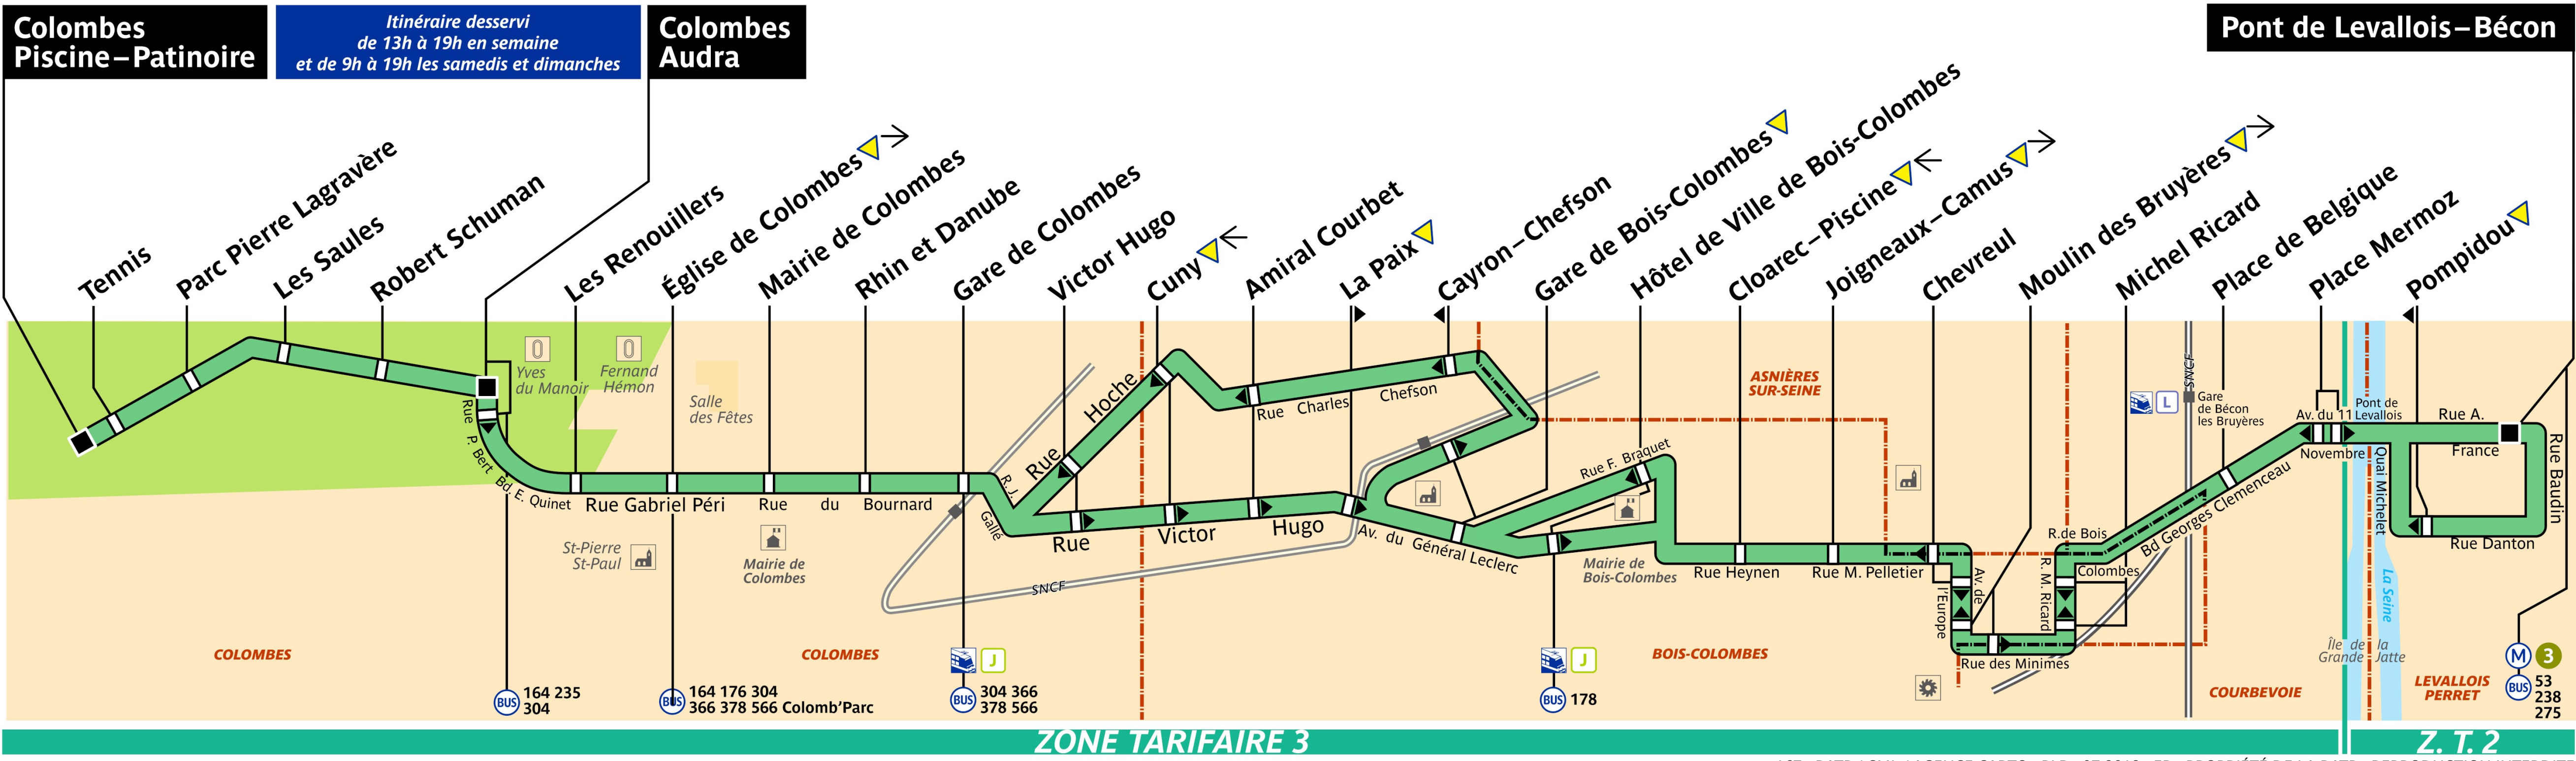 Colombes
Piscine–Patinoire
Itinéraire desservi
de 13h à 19h en semaine
et de 9h à 19h les samedis et dimanches
Colombes
Audra
Pont de Levallois–Bécon
Tennis
Parc Pierre Lagravère
Les Saules
Robert Schuman
Les Renouillers
Église de Colombes
Mairie de Colombes
Rhin et Danube
Gare de Colombes
Victor Hugo
Cuny
Amiral Courbet
La Paix
Cayron–Chefson
Gare de Bois-Colombes
Hôtel de Ville de Bois-Colombes
Cloarec–Piscine
Joigneaux–Camus
Chevreul
Moulin des Bruyères
Michel Ricard
Place de Belgique
Place Mermoz
Pompidou
Yves
du Manoir
Fernand
Hémon
Salle
des Fêtes
Rue P. Bert
Bd. E. Quinet
Rue Gabriel Péri
Rue du Bournard
R. J.
Gallé
Rue Hoche
Rue Victor Hugo
Rue Charles Chefson
Av. du Général Leclerc
Rue F. Braquet
Rue Heynen
Rue M. Pelletier
Av. de
l'Europe
Rue des Minimes
R. M. Ricard
R.de Bois
Colombes
Bd Georges Clemenceau
Av. du 11
Novembre
Pont de
Levallois
Quai Michelet
Rue A.
France
Rue Baudin
Rue Danton
St-Pierre
St-Paul
Mairie de
Colombes
SNCF
Mairie de
Bois-Colombes
SNCF
L
Gare
de Bécon
les Bruyères
La Seine
Île de la
Grande Jatte
COLOMBES
COLOMBES
BOIS-COLOMBES
ASNIÈRES
SUR-SEINE
COURBEVOIE
LEVALLOIS
PERRET
BUS 164 235
304
BUS 164 176 304
366 378 566 Colomb'Parc
J
BUS 304 366
378 566
J
BUS 178
M 3
BUS 53
238
275
ZONE TARIFAIRE 3
Z. T. 2